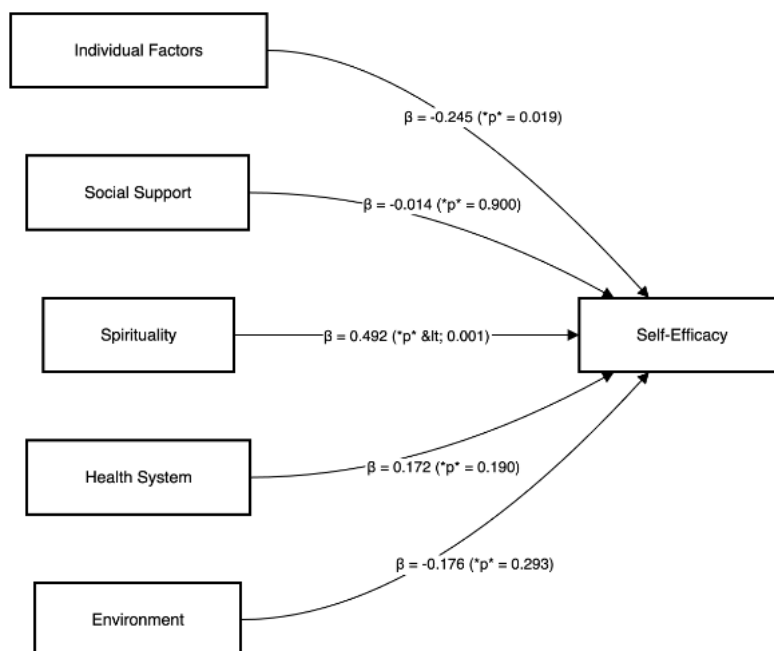 Individual Factors
β = -0.245 (*p* = 0.019)
Social Support
β = -0.014 (*p* = 0.900)
Spirituality
β = 0.492 (*p* &lt; 0.001)
Self-Efficacy
Health System
β = 0.172 (*p* = 0.190)
β = -0.176 (*p* = 0.293)
Environment